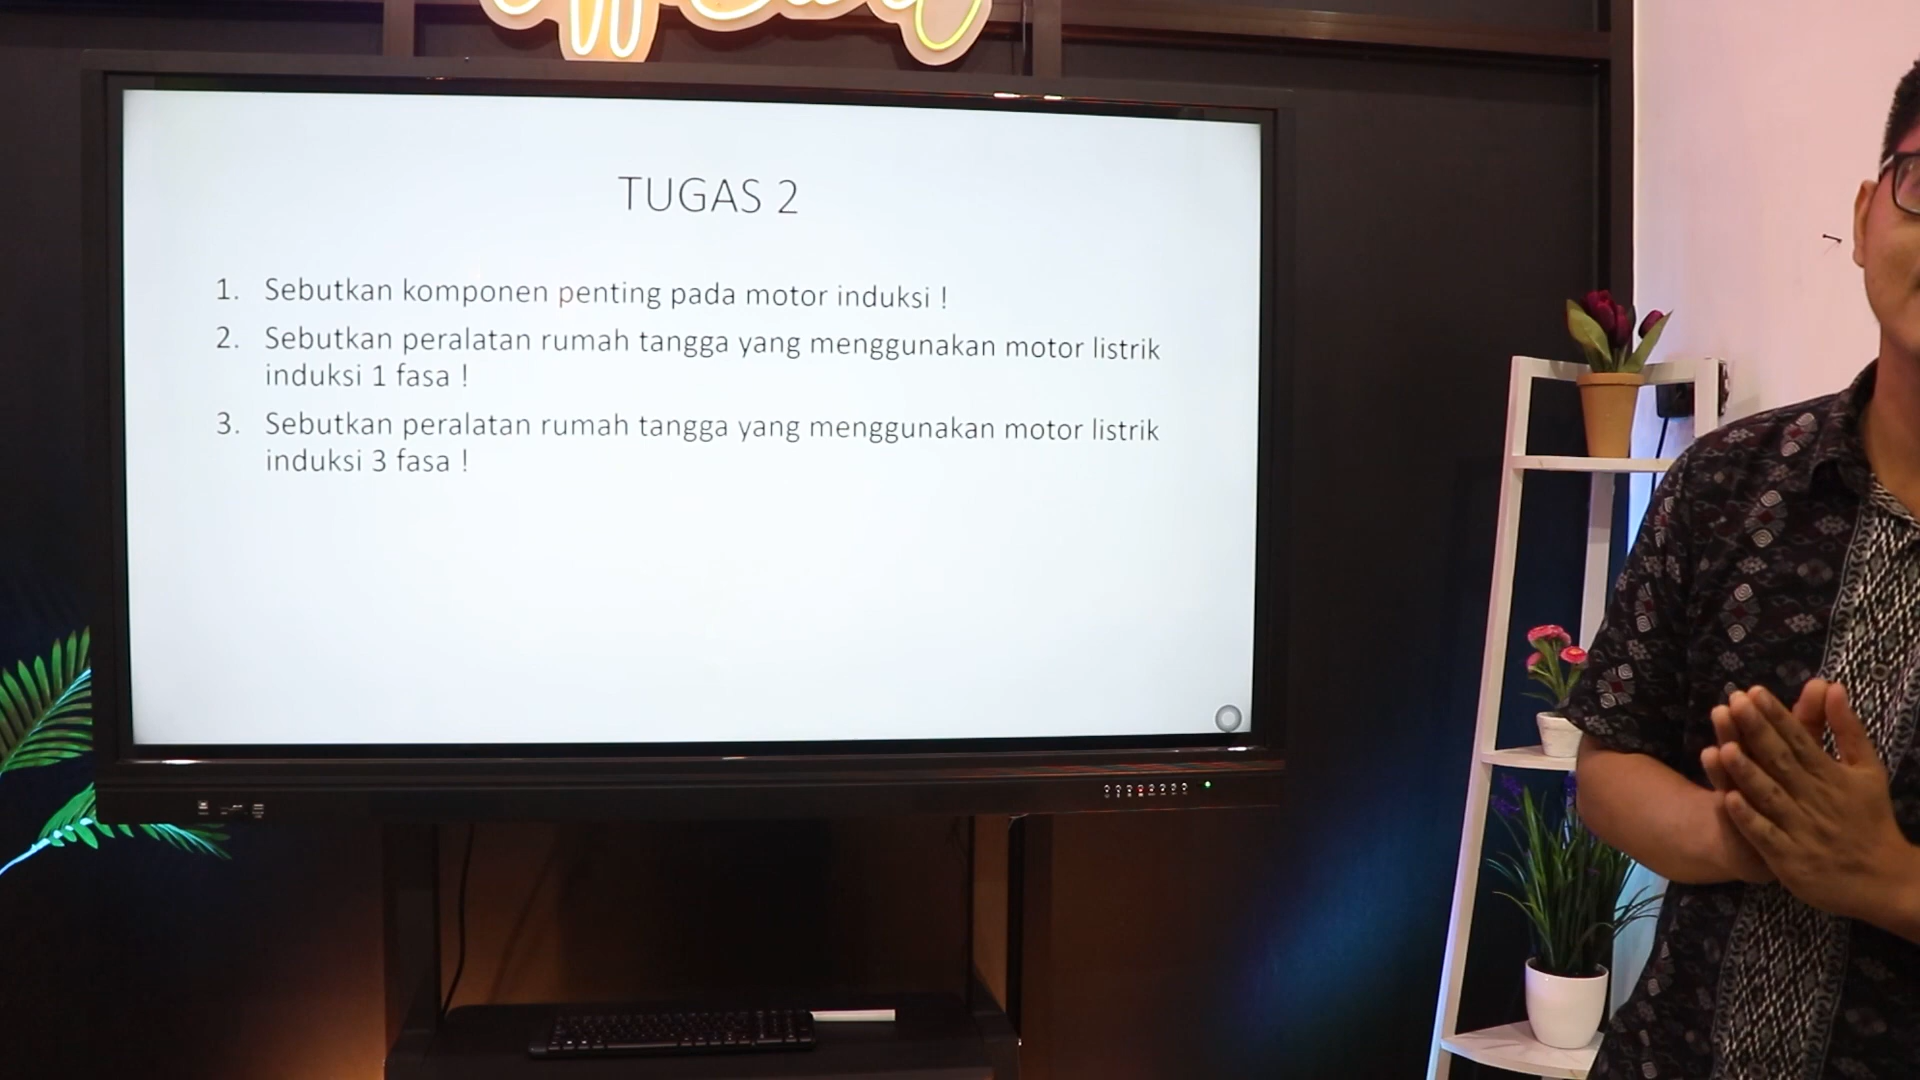 TUGAS 2
1. Sebutkan komponen penting pada motor induksi !
2. Sebutkan peralatan rumah tangga yang menggunakan motor listrik
induksi 1 fasa !
3. Sebutkan peralatan rumah tangga yang menggunakan motor listrik
induksi 3 fasa !